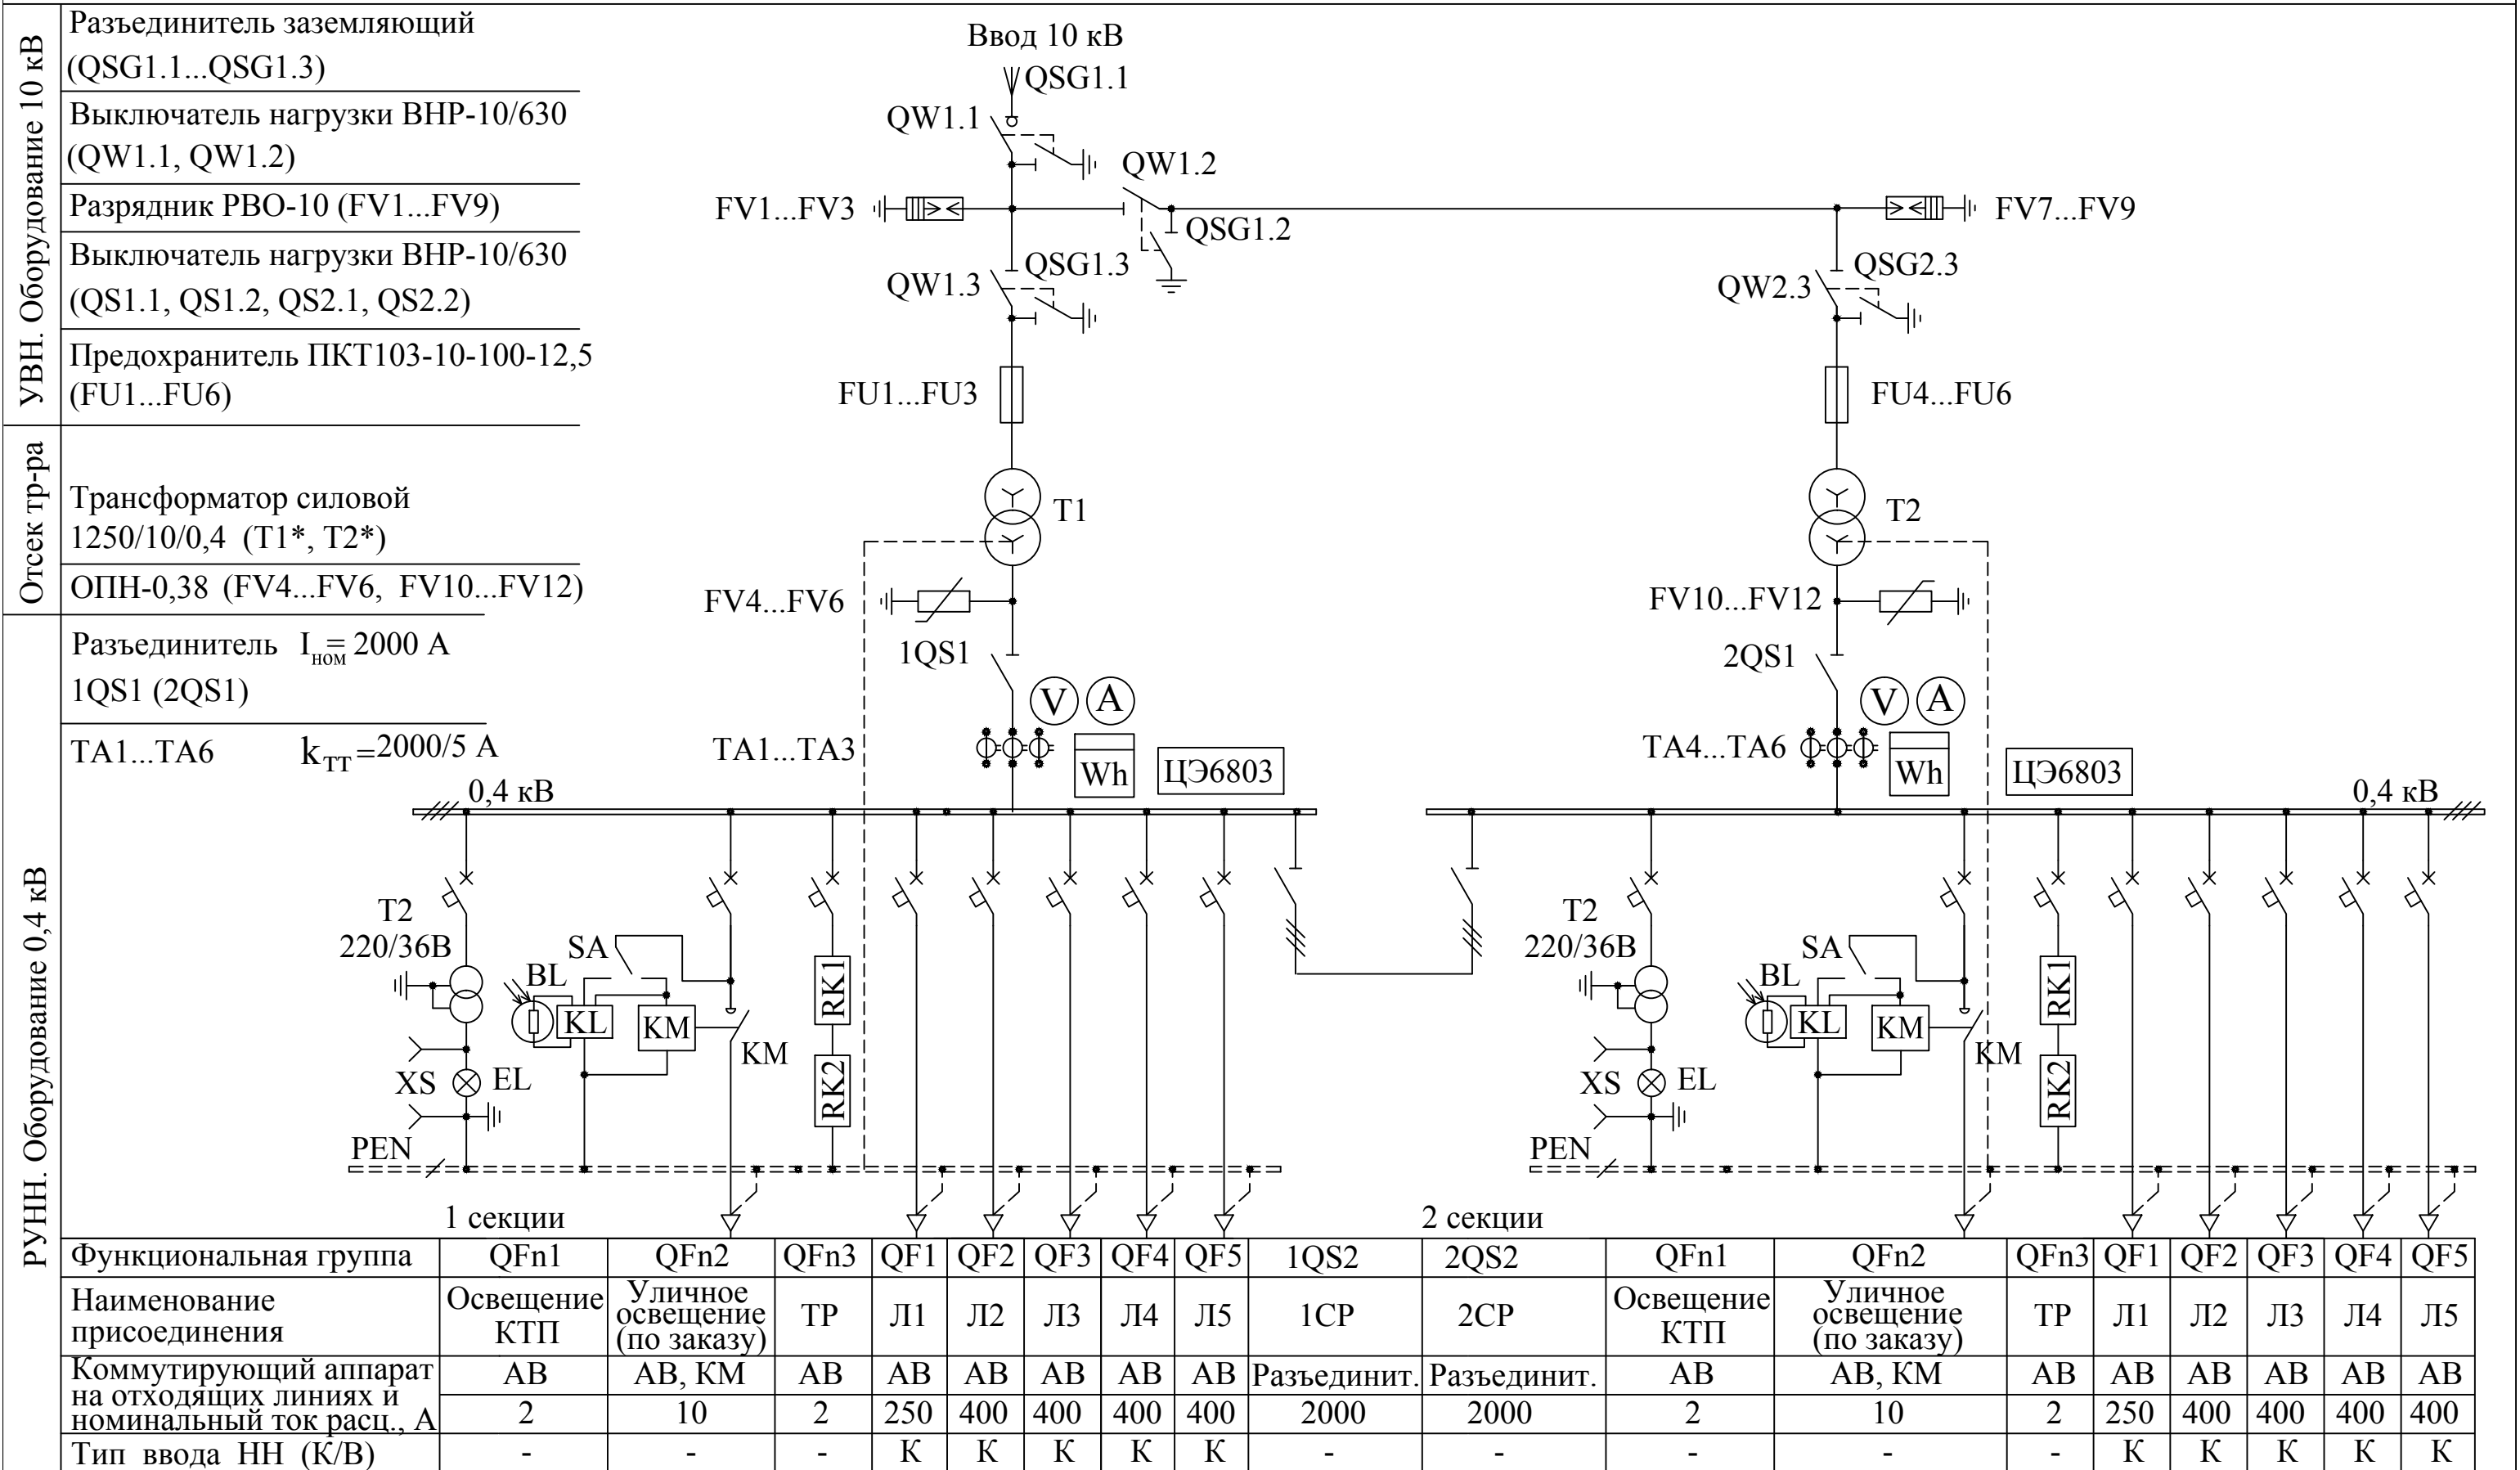 УВН. Оборудование 10 кВ
Разъединитель заземляющий
(QSG1.1...QSG1.3)
Выключатель нагрузки ВНР-10/630
(QW1.1, QW1.2)
Разрядник РВО-10 (FV1...FV9)
Выключатель нагрузки ВНР-10/630
(QS1.1, QS1.2, QS2.1, QS2.2)
Предохранитель ПКТ103-10-100-12,5
(FU1...FU6)
Отсек тр-ра
Трансформатор силовой
1250/10/0,4 (Т1*, Т2*)
ОПН-0,38 (FV4...FV6, FV10...FV12)
РУНН. Оборудование 0,4 кВ
Разъединитель Iном= 2000 А
1QS1 (2QS1)
ТА1...ТА6 kТТ=2000/5 А
Ввод 10 кВ
QSG1.1
QW1.1
QW1.2
FV1...FV3
FV7...FV9
QSG1.2
QSG1.3
QSG2.3
QW1.3
QW2.3
FU1...FU3
FU4...FU6
Т1
Т2
FV4...FV6
FV10...FV12
1QS1
2QS1
V A
V A
ТА1...ТА3
ТА4...ТА6
Wh
ЦЭ6803
Wh
ЦЭ6803
0,4 кВ
0,4 кВ
Т2
220/36В
SA
BL
KL
KM
KM
RK1
RK2
XS
EL
PEN
1 секции
Т2
220/36В
SA
BL
KL
KM
KM
RK1
RK2
XS
EL
PEN
2 секции
Функциональная группа QFn1 QFn2 QFn3 QF1 QF2 QF3 QF4 QF5 1QS2 2QS2 QFn1 QFn2 QFn3 QF1 QF2 QF3 QF4 QF5
Наименование
присоединения
Освещение
КТП
Уличное
освещение
(по заказу)
ТР Л1 Л2 Л3 Л4 Л5 1СР 2СР
Освещение
КТП
Уличное
освещение
(по заказу)
ТР Л1 Л2 Л3 Л4 Л5
Коммутирующий аппарат
на отходящих линиях и
номинальный ток расц., А
АВ АВ, КМ АВ АВ АВ АВ АВ АВ Разъединит. Разъединит. АВ АВ, КМ АВ АВ АВ АВ АВ АВ
2 10 2 250 400 400 400 400 2000 2000 2 10 2 250 400 400 400 400
Тип ввода НН (К/В) - - - К К К К К - - - - - К К К К К